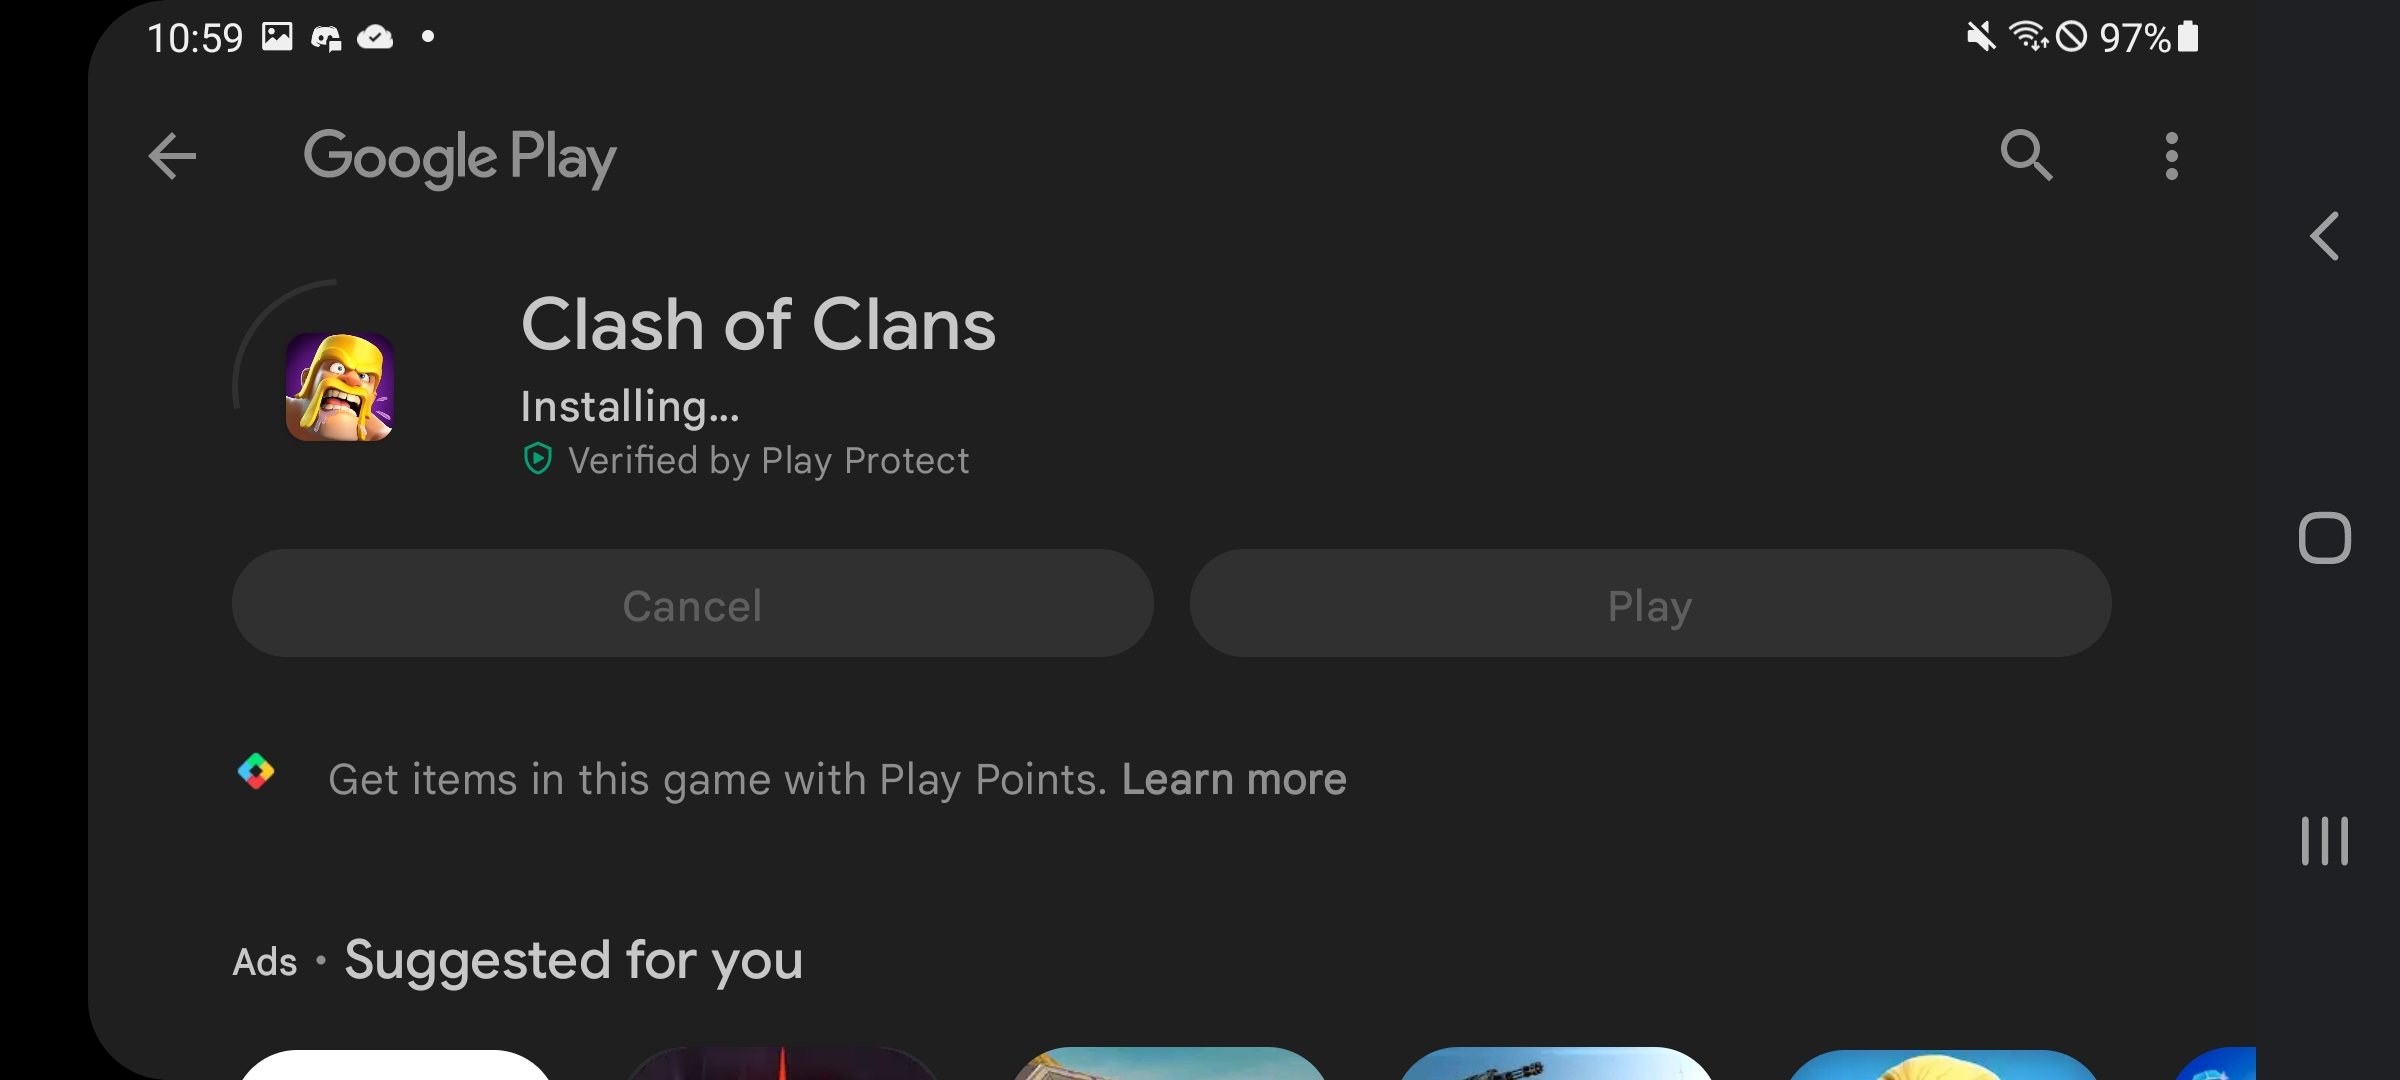 10:59 97%
Google Play
Clash of Clans
Installing...
Verified by Play Protect
Cancel Play
Get items in this game with Play Points. Learn more
Ads • Suggested for you